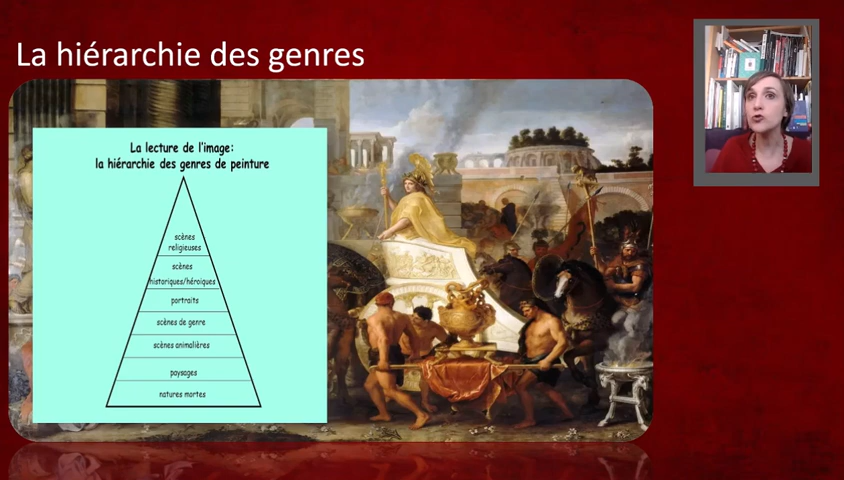 La hiérarchie des genres
La lecture de l'image:
la hiérarchie des genres de peinture
scènes
religieuses
scènes
historiques/héroïques
portraits
scènes de genre
scènes animalières
paysages
natures mortes